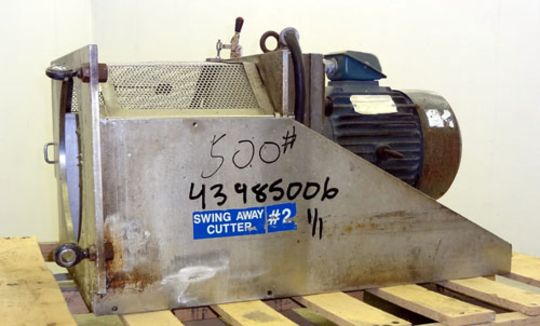 500#
43985006
SWING AWAY
CUTTER
#2
1/1